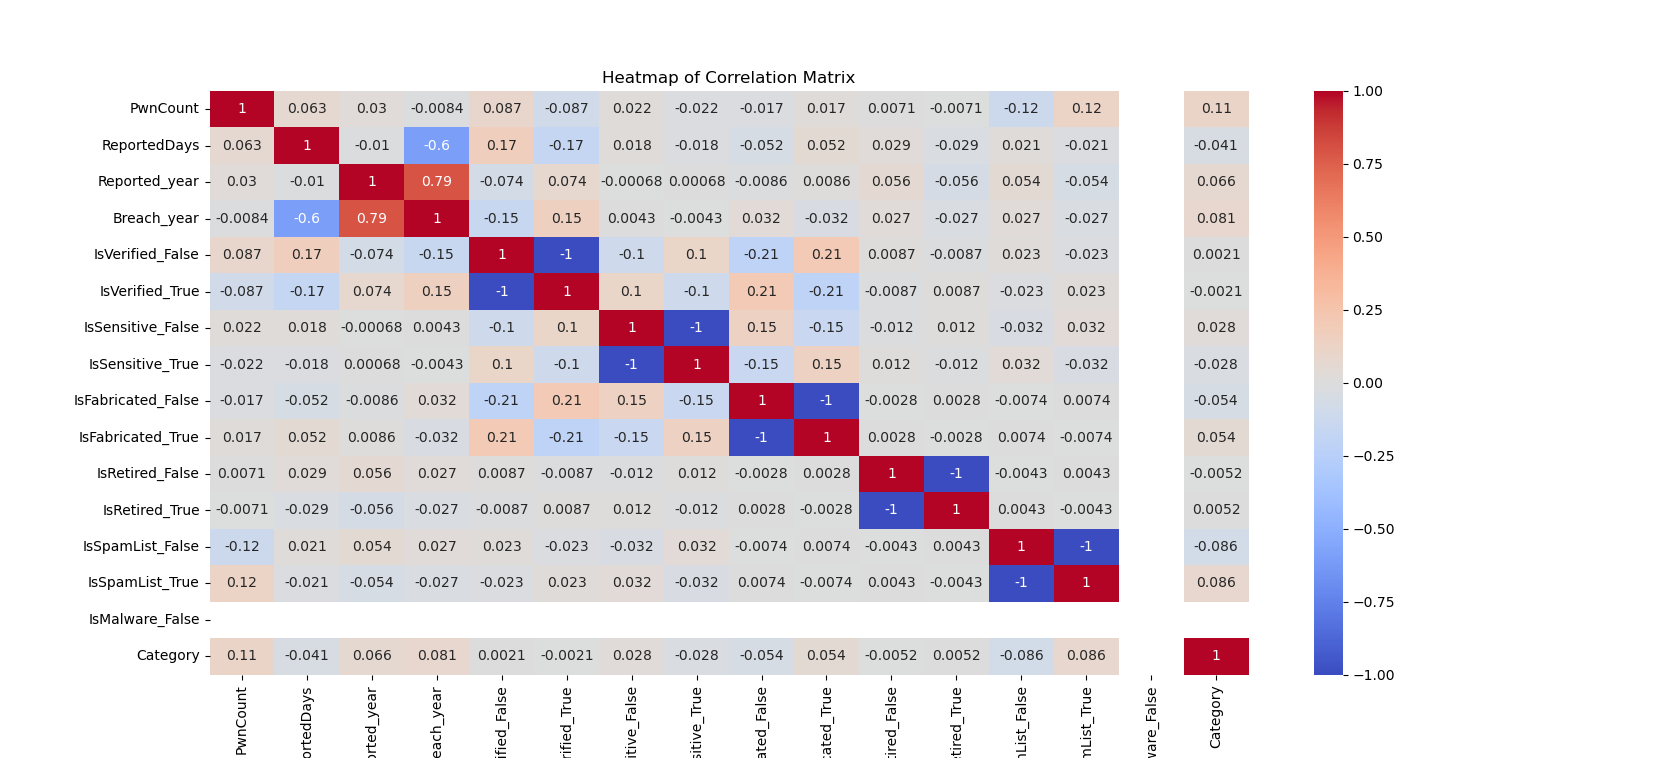 Heatmap of Correlation Matrix
PwnCount 1 0.063 0.03 -0.0084 0.087 -0.087 0.022 -0.022 -0.017 0.017 0.0071 -0.0071 -0.12 0.12 0.11
ReportedDays 0.063 1 -0.01 -0.6 0.17 -0.17 0.018 -0.018 -0.052 0.052 0.029 -0.029 0.021 -0.021 -0.041
Reported_year 0.03 -0.01 1 0.79 -0.074 0.074 -0.00068 0.00068 -0.0086 0.0086 0.056 -0.056 0.054 -0.054 0.066
Breach_year -0.0084 -0.6 0.79 1 -0.15 0.15 0.0043 -0.0043 0.032 -0.032 0.027 -0.027 0.027 -0.027 0.081
IsVerified_False 0.087 0.17 -0.074 -0.15 1 -1 -0.1 0.1 -0.21 0.21 0.0087 -0.0087 0.023 -0.023 0.0021
IsVerified_True -0.087 -0.17 0.074 0.15 -1 1 0.1 -0.1 0.21 -0.21 -0.0087 0.0087 -0.023 0.023 -0.0021
IsSensitive_False 0.022 0.018 -0.00068 0.0043 -0.1 0.1 1 -1 0.15 -0.15 -0.012 0.012 -0.032 0.032 0.028
IsSensitive_True -0.022 -0.018 0.00068 -0.0043 0.1 -0.1 -1 1 -0.15 0.15 0.012 -0.012 0.032 -0.032 -0.028
IsFabricated_False -0.017 -0.052 -0.0086 0.032 -0.21 0.21 0.15 -0.15 1 -1 -0.0028 0.0028 -0.0074 0.0074 -0.054
IsFabricated_True 0.017 0.052 0.0086 -0.032 0.21 -0.21 -0.15 0.15 -1 1 0.0028 -0.0028 0.0074 -0.0074 0.054
IsRetired_False 0.0071 0.029 0.056 0.027 0.0087 -0.0087 -0.012 0.012 -0.0028 0.0028 1 -1 -0.0043 0.0043 -0.0052
IsRetired_True -0.0071 -0.029 -0.056 -0.027 -0.0087 0.0087 0.012 -0.012 0.0028 -0.0028 -1 1 0.0043 -0.0043 0.0052
IsSpamList_False -0.12 0.021 0.054 0.027 0.023 -0.023 -0.032 0.032 -0.0074 0.0074 -0.0043 0.0043 1 -1 -0.086
IsSpamList_True 0.12 -0.021 -0.054 -0.027 -0.023 0.023 0.032 -0.032 0.0074 -0.0074 0.0043 -0.0043 -1 1 0.086
IsMalware_False
Category 0.11 -0.041 0.066 0.081 0.0021 -0.0021 0.028 -0.028 -0.054 0.054 -0.0052 0.0052 -0.086 0.086 1
PwnCount
portedDays
orted_year
each_year
ified_False
rified_True
itive_False
sitive_True
ated_False
cated_True
tired_False
etired_True
nList_False
mList_True
ware_False
Category
1.00
0.75
0.50
0.25
0.00
−0.25
−0.50
−0.75
−1.00